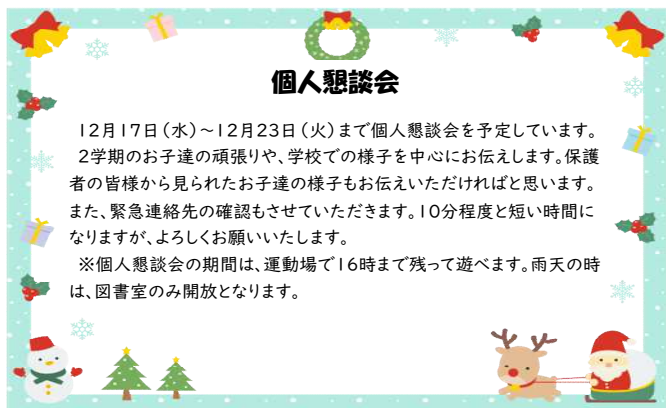 個人懇談会
12月17日（水）～12月23日（火）まで個人懇談会を予定しています。
2学期のお子達の頑張りや、学校での様子を中心にお伝えします。保護
者の皆様から見られたお子達の様子もお伝えいただければと思います。
また、緊急連絡先の確認もさせていただきます。10分程度と短い時間に
なりますが、よろしくお願いいたします。
※個人懇談会の期間は、運動場で16時まで残って遊べます。雨天の時
は、図書室のみ開放となります。